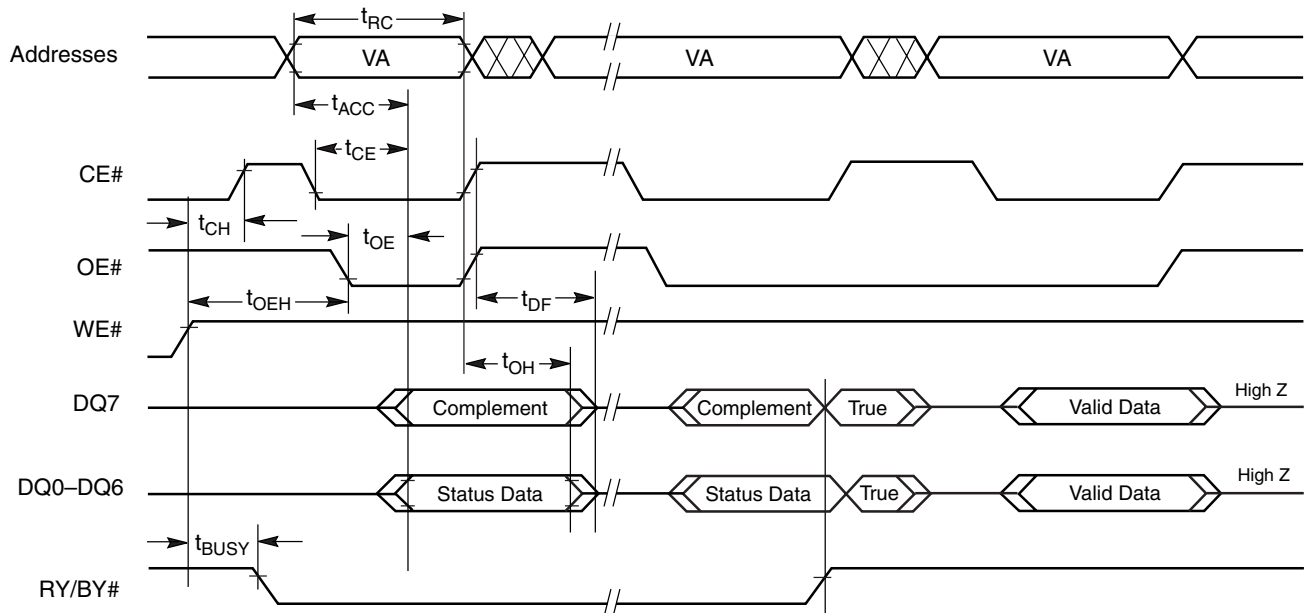 tRC
Addresses VA VA VA
tACC
tCE
CE#
tCH tOE
OE#
tOEH tDF
WE#
tOH
DQ7 Complement Complement True Valid Data High Z
DQ0–DQ6 Status Data Status Data True Valid Data High Z
tBUSY
RY/BY#